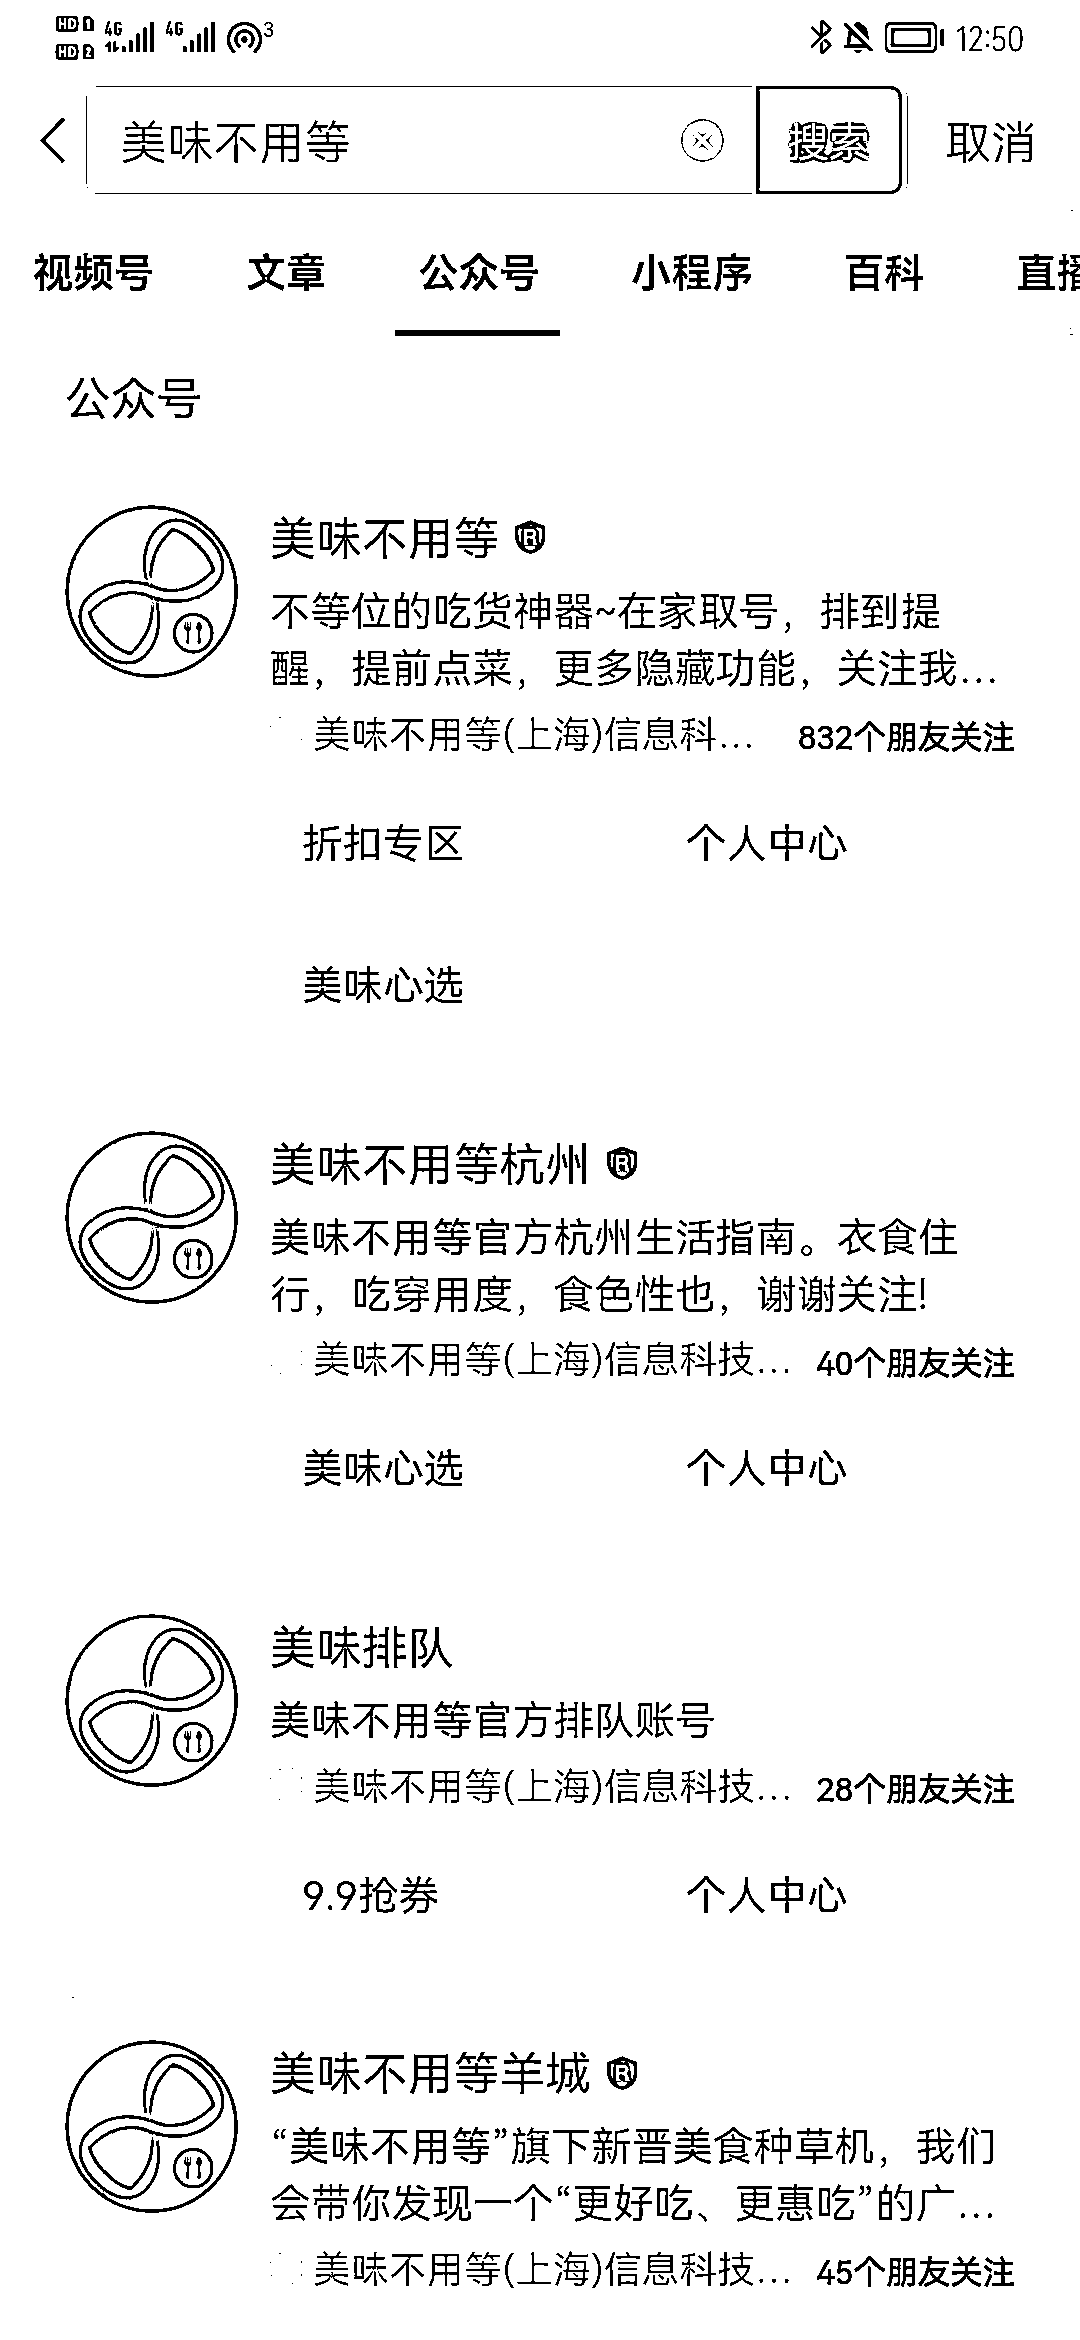 HD 1 4G 4G 3 12:50
HD 2
美味不用等 搜索 取消
视频号 文章 公众号 小程序 百科 直播
公众号
美味不用等 R
不等位的吃货神器~在家取号，排到提
醒，提前点菜，更多隐藏功能，关注我...
美味不用等(上海)信息科... 832个朋友关注
折扣专区 个人中心
美味心选
美味不用等杭州 R
美味不用等官方杭州生活指南。衣食住
行，吃穿用度，食色性也，谢谢关注!
美味不用等(上海)信息科技... 40个朋友关注
美味心选 个人中心
美味排队
美味不用等官方排队账号
美味不用等(上海)信息科技... 28个朋友关注
9.9抢券 个人中心
美味不用等羊城 R
“美味不用等”旗下新晋美食种草机，我们
会带你发现一个“更好吃、更惠吃”的广...
美味不用等(上海)信息科技... 45个朋友关注